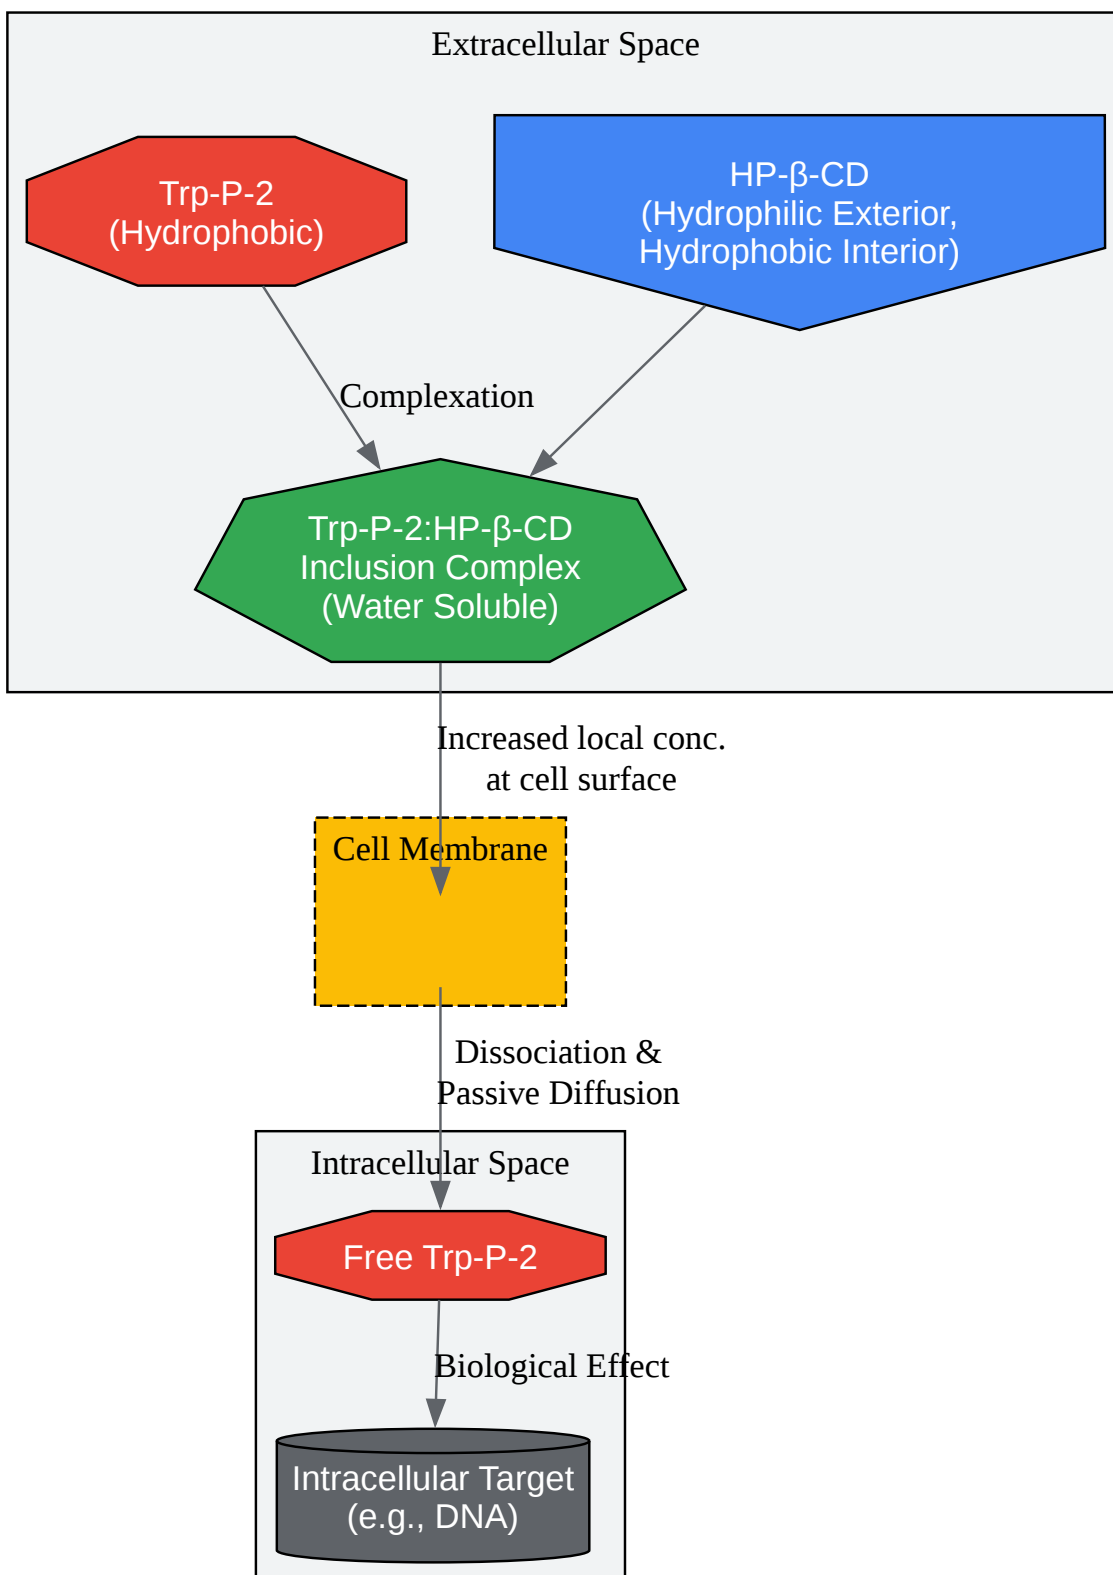 Extracellular Space
Trp-P-2
(Hydrophobic)
HP-β-CD
(Hydrophilic Exterior,
Hydrophobic Interior)
Complexation
Trp-P-2:HP-β-CD
Inclusion Complex
(Water Soluble)
Increased local conc.
at cell surface
Cell Membrane
Dissociation &
Passive Diffusion
Intracellular Space
Free Trp-P-2
Biological Effect
Intracellular Target
(e.g., DNA)